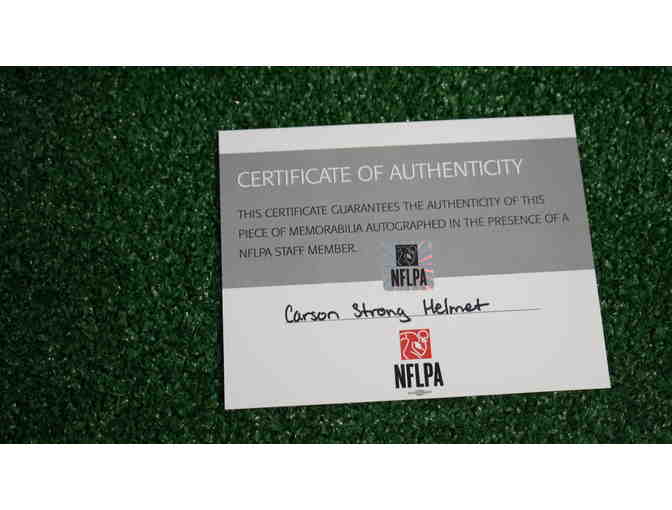 CERTIFICATE OF AUTHENTICITY
THIS CERTIFICATE GUARANTEES THE AUTHENTICITY OF THIS
PIECE OF MEMORABILIA AUTOGRAPHED IN THE PRESENCE OF A
NFLPA STAFF MEMBER.
NFLPA
Carson Strong Helmet
NFLPA